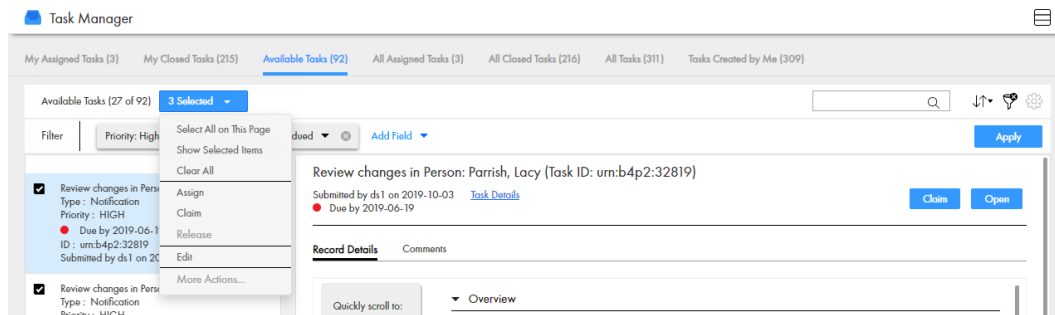 Task Manager
My Assigned Tasks (3) My Closed Tasks (215) Available Tasks (92) All Assigned Tasks (3) All Closed Tasks (216) All Tasks (311) Tasks Created by Me (309)
Available Tasks (27 of 92) 3 Selected
Filter Priority: High dued Add Field Apply
Select All on This Page
Show Selected Items
Clear All
Assign
Claim
Release
Edit
More Actions...
Review changes in Perso
Type : Notification
Priority : HIGH
Due by 2019-06-1
ID : urn:b4p2:32819
Submitted by ds1 on 20
Review changes in Perso
Type : Notification
Priority : HIGH
Review changes in Person: Parrish, Lacy (Task ID: urn:b4p2:32819)
Submitted by ds1 on 2019-10-03 Task Details
Due by 2019-06-19
Claim Open
Record Details Comments
Quickly scroll to: Overview